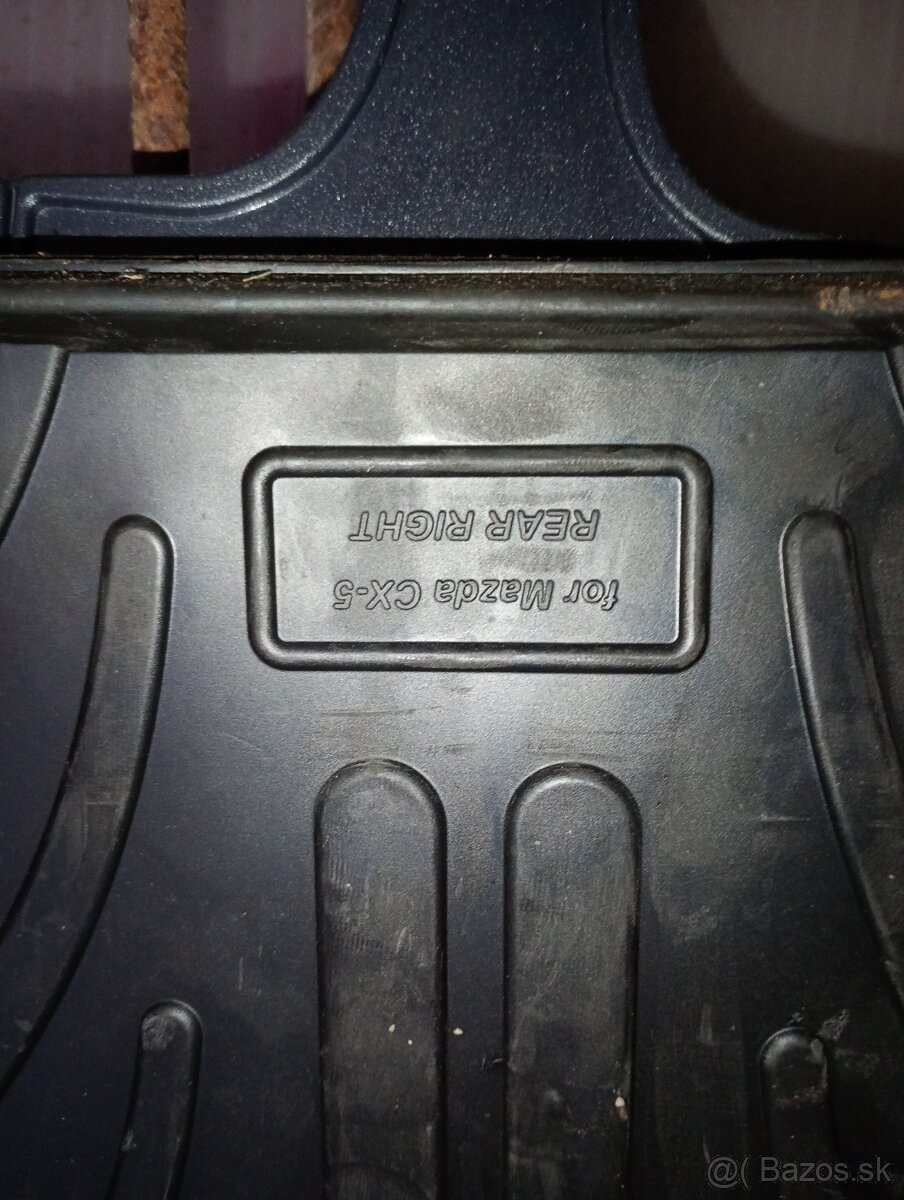 for Mazda CX-5
REAR RIGHT
@( Bazos.sk